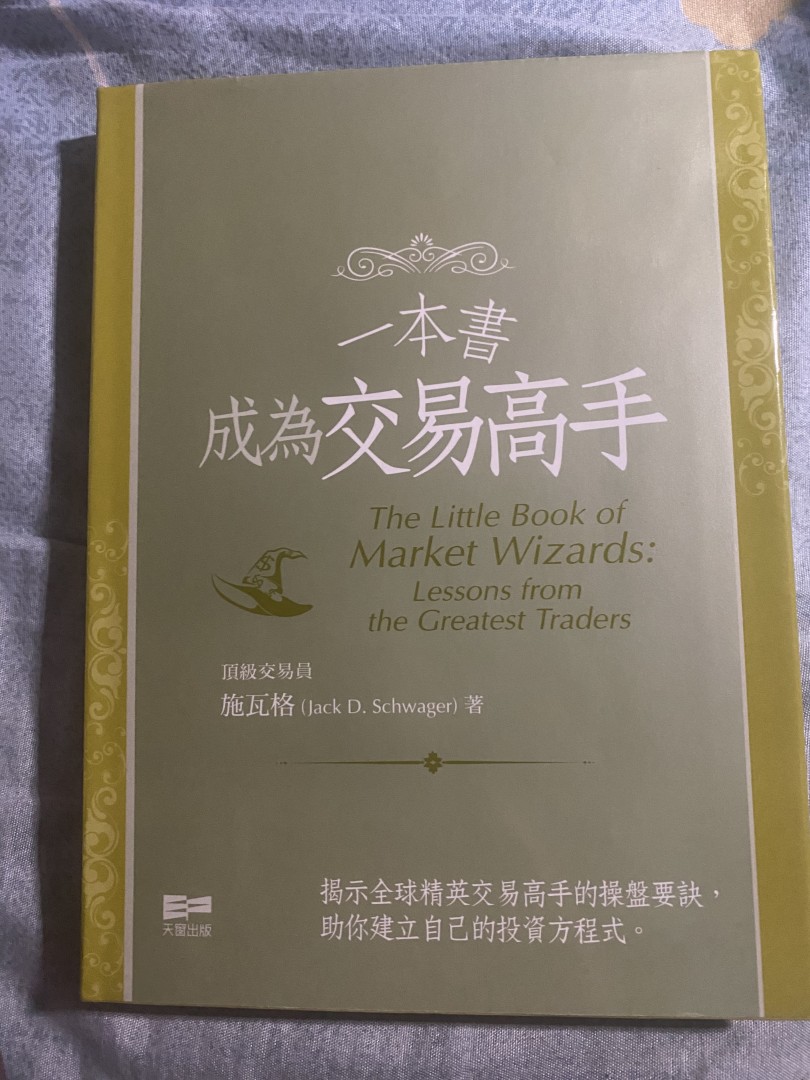 一本書
成為交易高手
The Little Book of
Market Wizards:
Lessons from
the Greatest Traders
頂級交易員
施瓦格 (Jack D. Schwager) 著
揭示全球精英交易高手的操盤要訣，
助你建立自己的投資方程式。
天窗出版